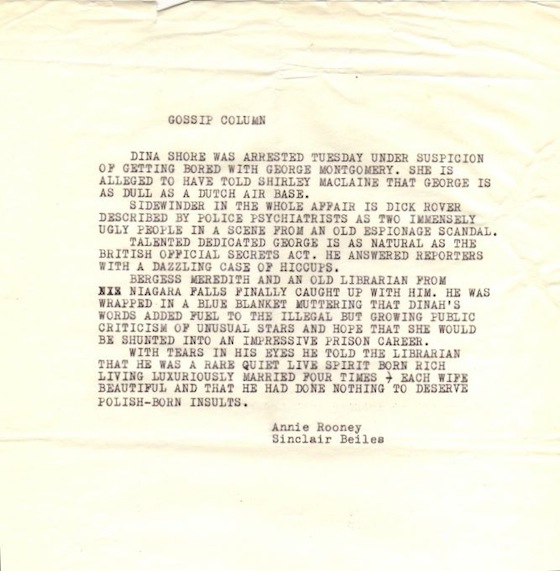 GOSSIP COLUMN
DINA SHORE WAS ARRESTED TUESDAY UNDER SUSPICION
OF GETTING BORED WITH GEORGE MONTGOMERY. SHE IS
ALLEGED TO HAVE TOLD SHIRLEY MACLAINE THAT GEORGE IS
AS DULL AS A DUTCH AIR BASE.
SIDEWINDER IN THE WHOLE AFFAIR IS DICK ROVER
DESCRIBED BY POLICE PSYCHIATRISTS AS TWO IMMENSELY
UGLY PEOPLE IN A SCENE FROM AN OLD ESPIONAGE SCANDAL.
TALENTED DEDICATED GEORGE IS AS NATURAL AS THE
BRITISH OFFICIAL SECRETS ACT. HE ANSWERED REPORTERS
WITH A DAZZLING CASE OF HICCUPS.
BERGESS MEREDITH AND AN OLD LIBRARIAN FROM
NIAGARA FALLS FINALLY CAUGHT UP WITH HIM. HE WAS
WRAPPED IN A BLUE BLANKET MUTTERING THAT DINAH'S
WORDS ADDED FUEL TO THE ILLEGAL BUT GROWING PUBLIC
CRITICISM OF UNUSUAL STARS AND HOPE THAT SHE WOULD
BE SHUNTED INTO AN IMPRESSIVE PRISON CAREER.
WITH TEARS IN HIS EYES HE TOLD THE LIBRARIAN
THAT HE WAS A RARE QUIET LIVE SPIRIT BORN RICH
LIVING LUXURIOUSLY MARRIED FOUR TIMES EACH WIFE
BEAUTIFUL AND THAT HE HAD DONE NOTHING TO DESERVE
POLISH-BORN INSULTS.
Annie Rooney
Sinclair Beiles